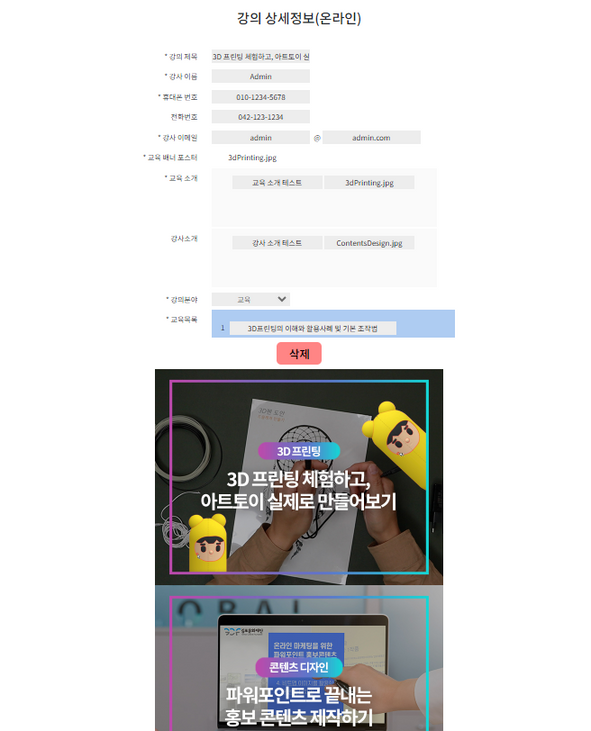 강의 상세정보(온라인)
* 강의 제목 3D 프린팅 체험하고, 아트토이 실
* 강사 이름 Admin
* 휴대폰 번호 010-1234-5678
전화번호 042-123-1234
* 강사 이메일 admin @ admin.com
* 교육 배너 포스터 3dPrinting.jpg
* 교육 소개 교육 소개 테스트 3dPrinting.jpg
강사소개 강사 소개 테스트 ContentsDesign.jpg
* 강의분야 교육
* 교육목록
1 3D프린팅의 이해와 활용사례 및 기본 조작법
삭제
3D펜 도안
3D 프린팅
3D 프린팅 체험하고,
아트토이 실제로 만들어보기
온라인 마케팅을 위한
파워포인트 홍보콘텐츠
콘텐츠 디자인
파워포인트로 끝내는
홍보 콘텐츠 제작하기